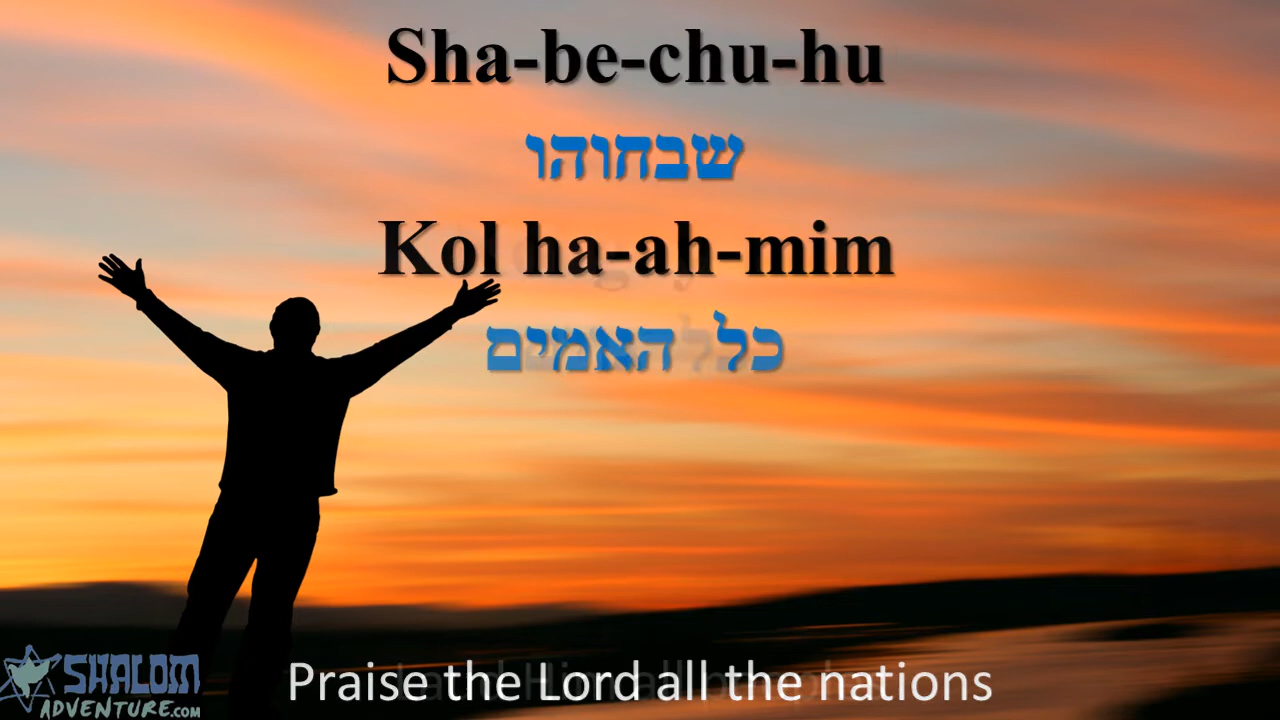 Sha-be-chu-hu
שבחוהו
Kol ha-ah-mim
כל האמים
Praise the Lord all the nations
SHALOM
ADVENTURE.COM